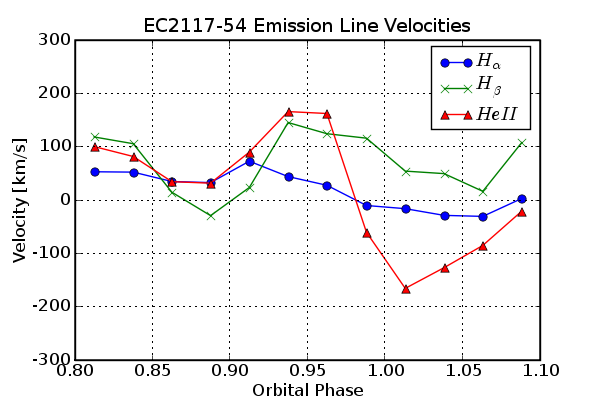 EC2117-54 Emission Line Velocities
300
200
100
0
-100
-200
-300
Velocity [km/s]
Hα
Hβ
HeII
0.80 0.85 0.90 0.95 1.00 1.05 1.10
Orbital Phase